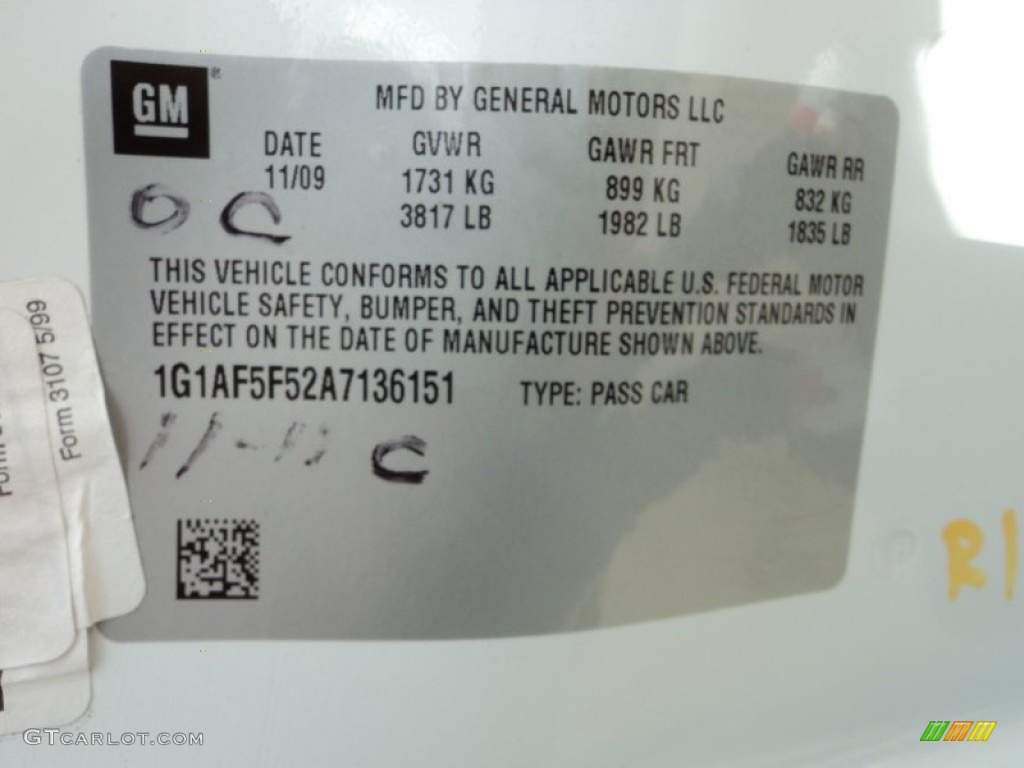 GM
MFD BY GENERAL MOTORS LLC
DATE GVWR GAWR FRT GAWR RR
11/09 1731 KG 899 KG 832 KG
3817 LB 1982 LB 1835 LB
O C
THIS VEHICLE CONFORMS TO ALL APPLICABLE U.S. FEDERAL MOTOR
VEHICLE SAFETY, BUMPER, AND THEFT PREVENTION STANDARDS IN
EFFECT ON THE DATE OF MANUFACTURE SHOWN ABOVE.
1G1AF5F52A7136151 TYPE: PASS CAR
11-11 C
Form 3107 5/99
R1
GTCARLOT.COM